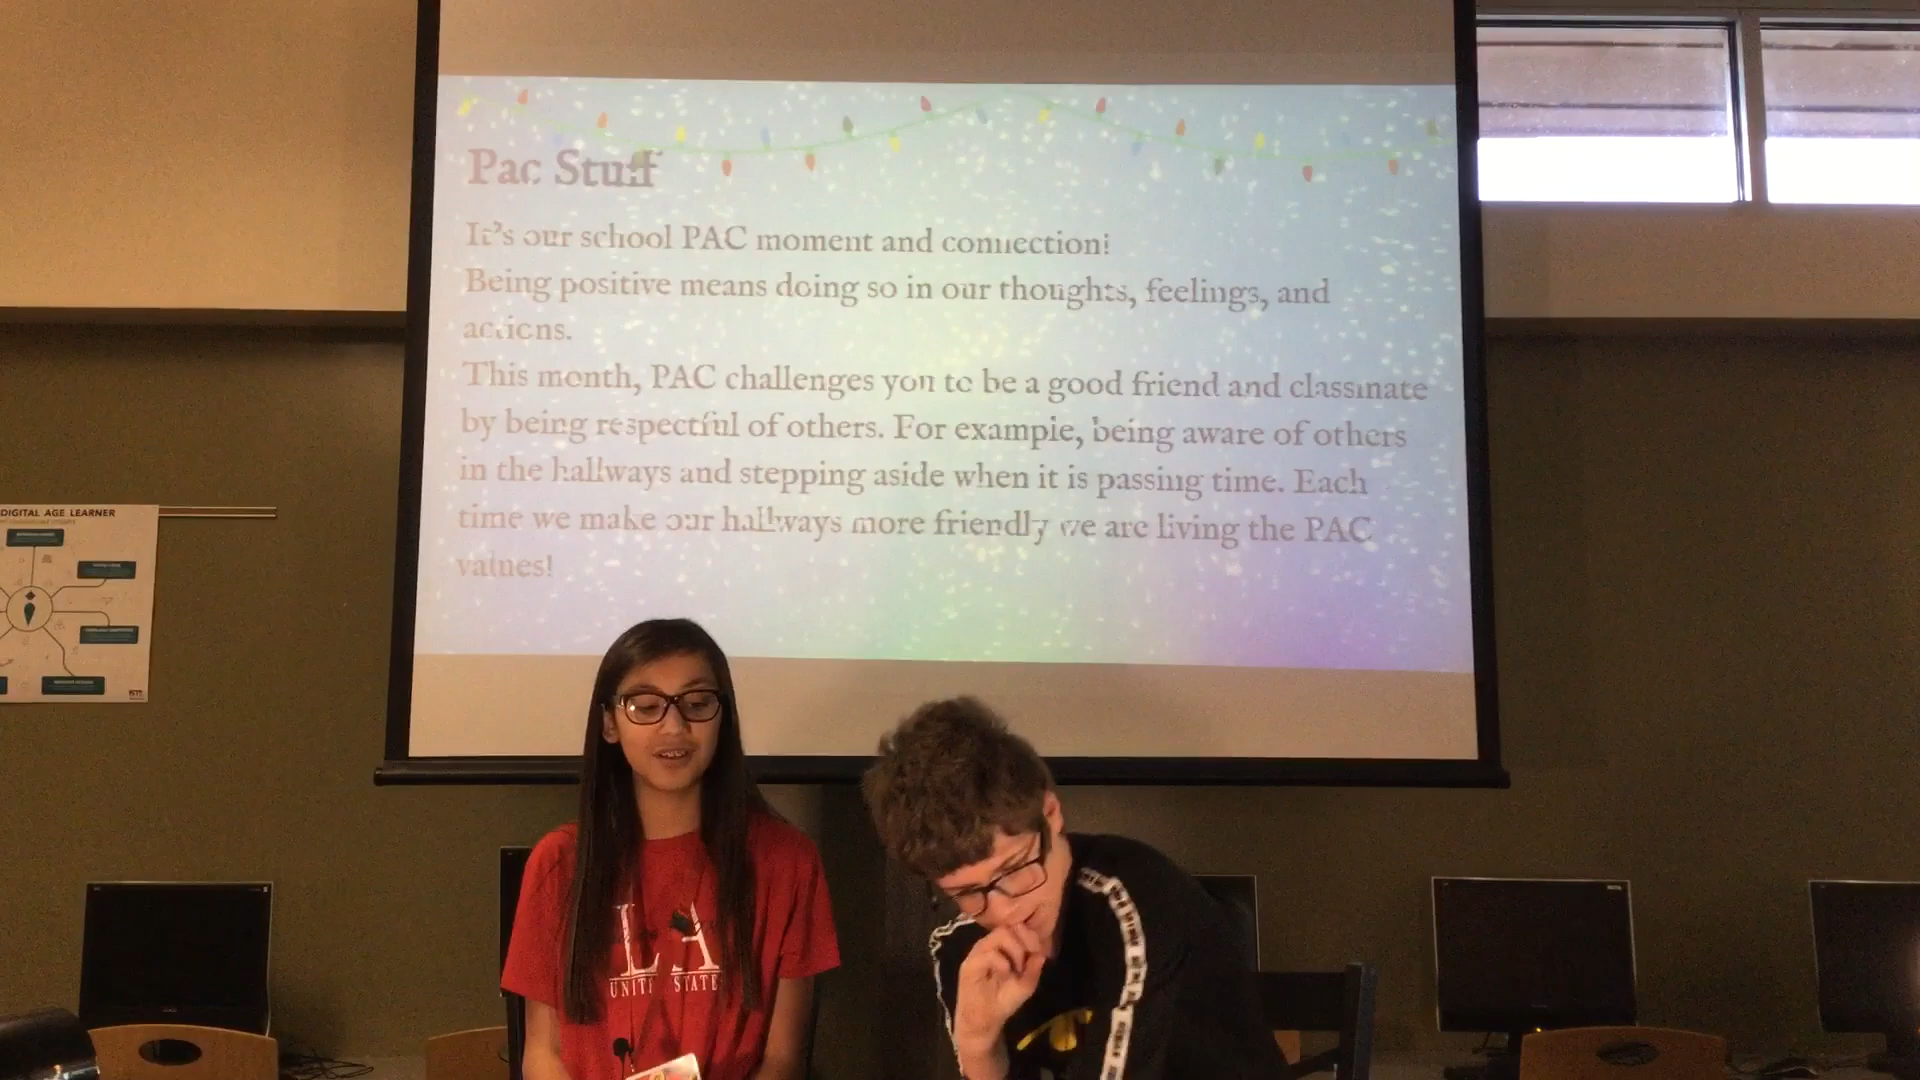 Pac Stuff
It's our school PAC moment and connection!
Being positive means doing so in our thoughts, feelings, and
actions.
This month, PAC challenges you to be a good friend and classmate
by being respectful of others. For example, being aware of others
in the hallways and stepping aside when it is passing time. Each
time we make our hallways more friendly we are living the PAC
values!
DIGITAL AGE LEARNER
L A
UNITE STATE